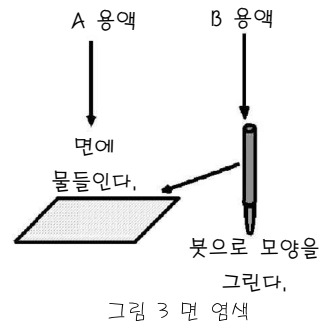 A 용액
B 용액
면에
물들인다.
붓으로 모양을
그린다.
그림 3 면 염색